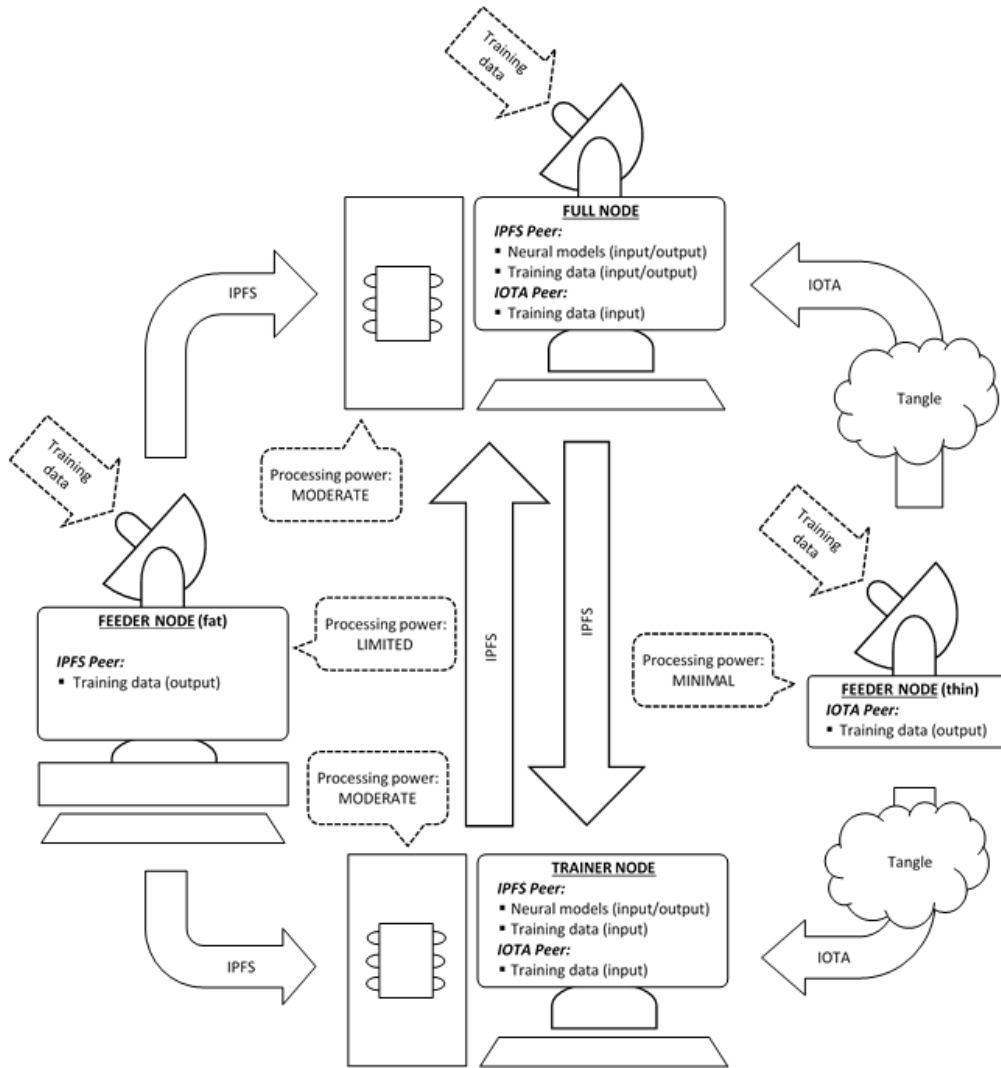 Training
data
FULL NODE
IPFS Peer:
▪ Neural models (input/output)
▪ Training data (input/output)
IOTA Peer:
▪ Training data (input)
IPFS
IOTA
Tangle
Training
data
Processing power:
MODERATE
Training
data
FEEDER NODE (fat)
IPFS Peer:
▪ Training data (output)
Processing power:
LIMITED
IPFS
IPFS
Processing power:
MINIMAL
FEEDER NODE (thin)
IOTA Peer:
▪ Training data (output)
Processing power:
MODERATE
TRAINER NODE
IPFS Peer:
▪ Neural models (input/output)
▪ Training data (input)
IOTA Peer:
▪ Training data (input)
Tangle
IPFS
IOTA